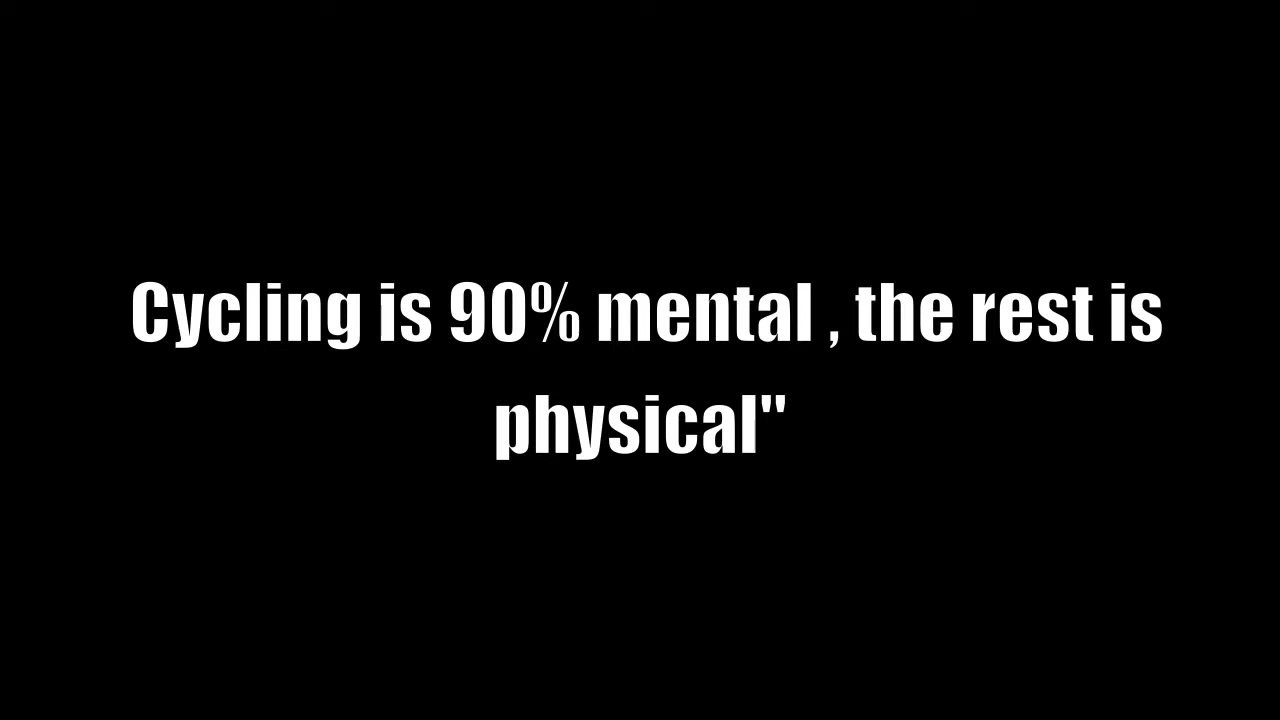 Cycling is 90% mental , the rest is
physical"